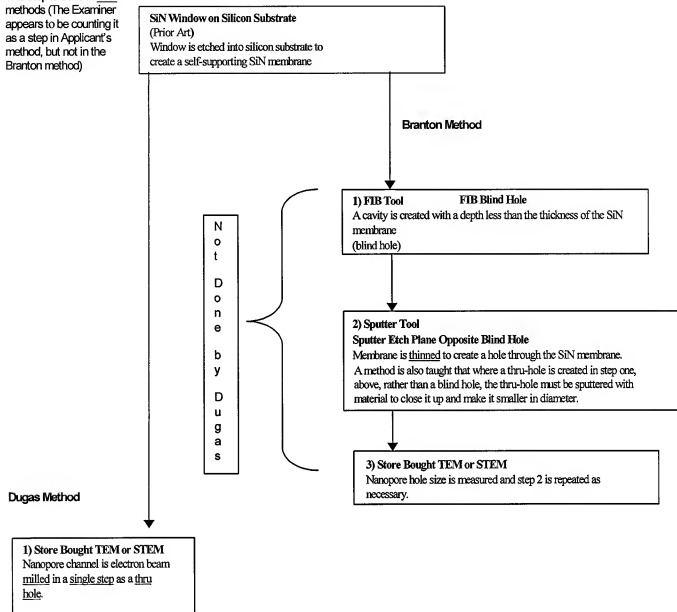 methods (The Examiner
appears to be counting it
as a step in Applicant's
method, but not in the
Branton method)
SiN Window on Silicon Substrate
(Prior Art)
Window is etched into silicon substrate to
create a self-supporting SiN membrane
Branton Method
1) FIB Tool FIB Blind Hole
A cavity is created with a depth less than the thickness of the SiN
membrane
(blind hole)
Not Done by Dugas
2) Sputter Tool
Sputter Etch Plane Opposite Blind Hole
Membrane is thinned to create a hole through the SiN membrane.
A method is also taught that where a thru-hole is created in step one,
above, rather than a blind hole, the thru-hole must be sputtered with
material to close it up and make it smaller in diameter.
3) Store Bought TEM or STEM
Nanopore hole size is measured and step 2 is repeated as
necessary.
Dugas Method
1) Store Bought TEM or STEM
Nanopore channel is electron beam
milled in a single step as a thru
hole.